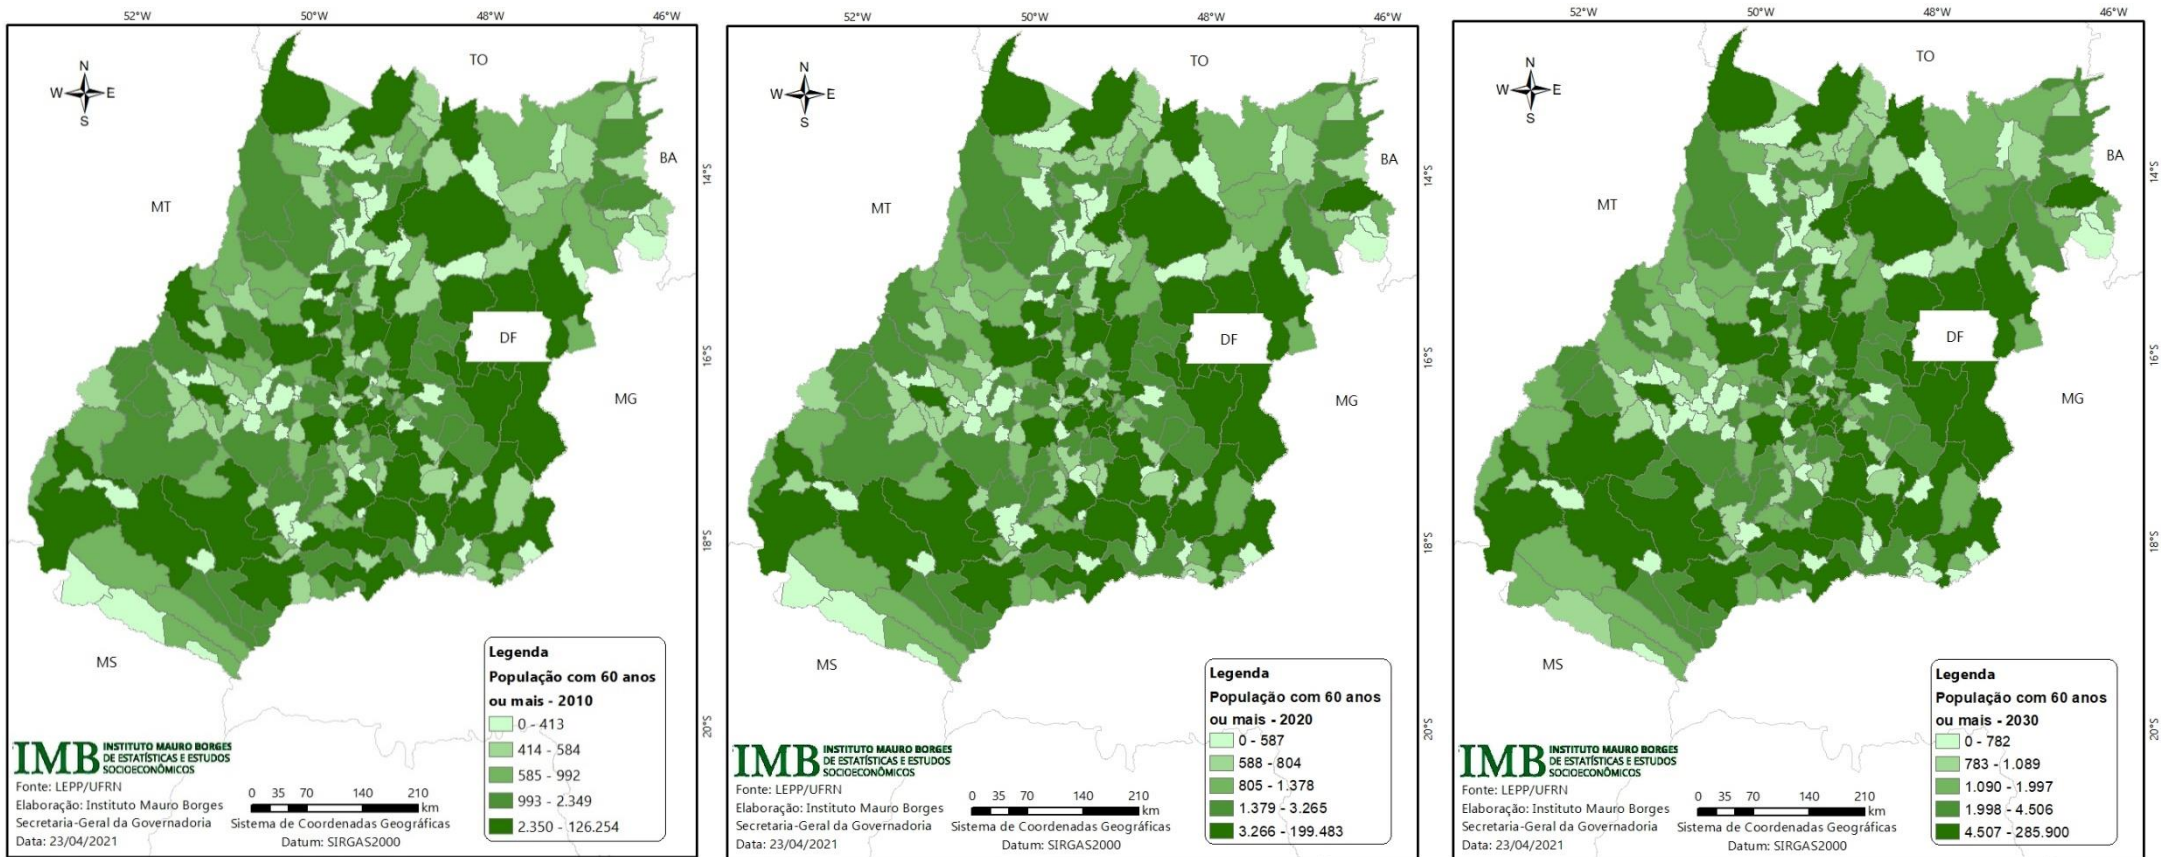 52°W 50°W 48°W 46°W
TO
N
W E
S
BA
14°S
MT
DF
16°S
MG
18°S
MS
Legenda
População com 60 anos
ou mais - 2010
0 - 413
414 - 584
585 - 992
993 - 2.349
2.350 - 126.254
20°S
IMB INSTITUTO MAURO BORGES
DE ESTATÍSTICAS E ESTUDOS
SOCIOECONÔMICOS
Fonte: LEPP/UFRN
Elaboração: Instituto Mauro Borges
Secretaria-Geral da Governadoria
Data: 23/04/2021
0 35 70 140 210
km
Sistema de Coordenadas Geográficas
Datum: SIRGAS2000
52°W 50°W 48°W 46°W
TO
N
W E
S
BA
14°S
MT
DF
16°S
MG
18°S
MS
Legenda
População com 60 anos
ou mais - 2020
0 - 587
588 - 804
805 - 1.378
1.379 - 3.265
3.266 - 199.483
20°S
IMB INSTITUTO MAURO BORGES
DE ESTATÍSTICAS E ESTUDOS
SOCIOECONÔMICOS
Fonte: LEPP/UFRN
Elaboração: Instituto Mauro Borges
Secretaria-Geral da Governadoria
Data: 23/04/2021
0 35 70 140 210
km
Sistema de Coordenadas Geográficas
Datum: SIRGAS2000
52°W 50°W 48°W 46°W
TO
N
W E
S
BA
14°S
MT
DF
16°S
MG
18°S
MS
Legenda
População com 60 anos
ou mais - 2030
0 - 782
783 - 1.089
1.090 - 1.997
1.998 - 4.506
4.507 - 285.900
20°S
IMB INSTITUTO MAURO BORGES
DE ESTATÍSTICAS E ESTUDOS
SOCIOECONÔMICOS
Fonte: LEPP/UFRN
Elaboração: Instituto Mauro Borges
Secretaria-Geral da Governadoria
Data: 23/04/2021
0 35 70 140 210
km
Sistema de Coordenadas Geográficas
Datum: SIRGAS2000